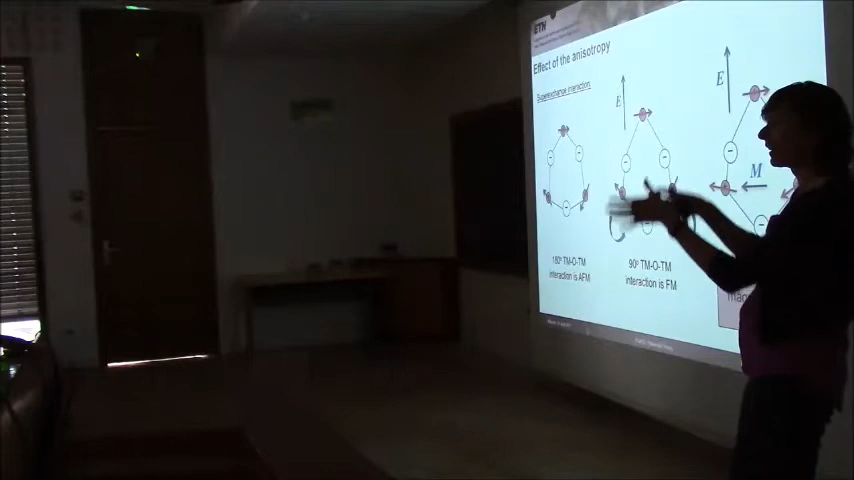 ETH
Effect of the anisotropy
Superexchange interaction:
E
E
M
180° TM-O-TM
interaction is AFM
90° TM-O-TM
interaction is FM